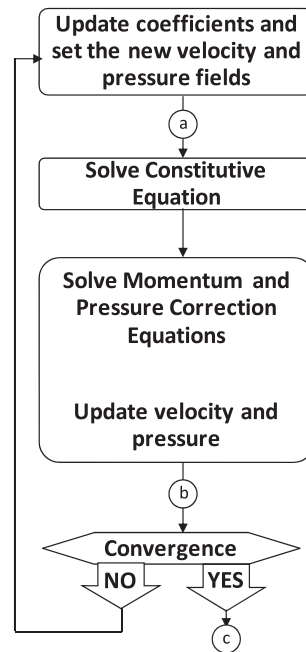 Update coefficients and
set the new velocity and
pressure fields
a
Solve Constitutive
Equation
Solve Momentum and
Pressure Correction
Equations
Update velocity and
pressure
b
Convergence
NO YES
c